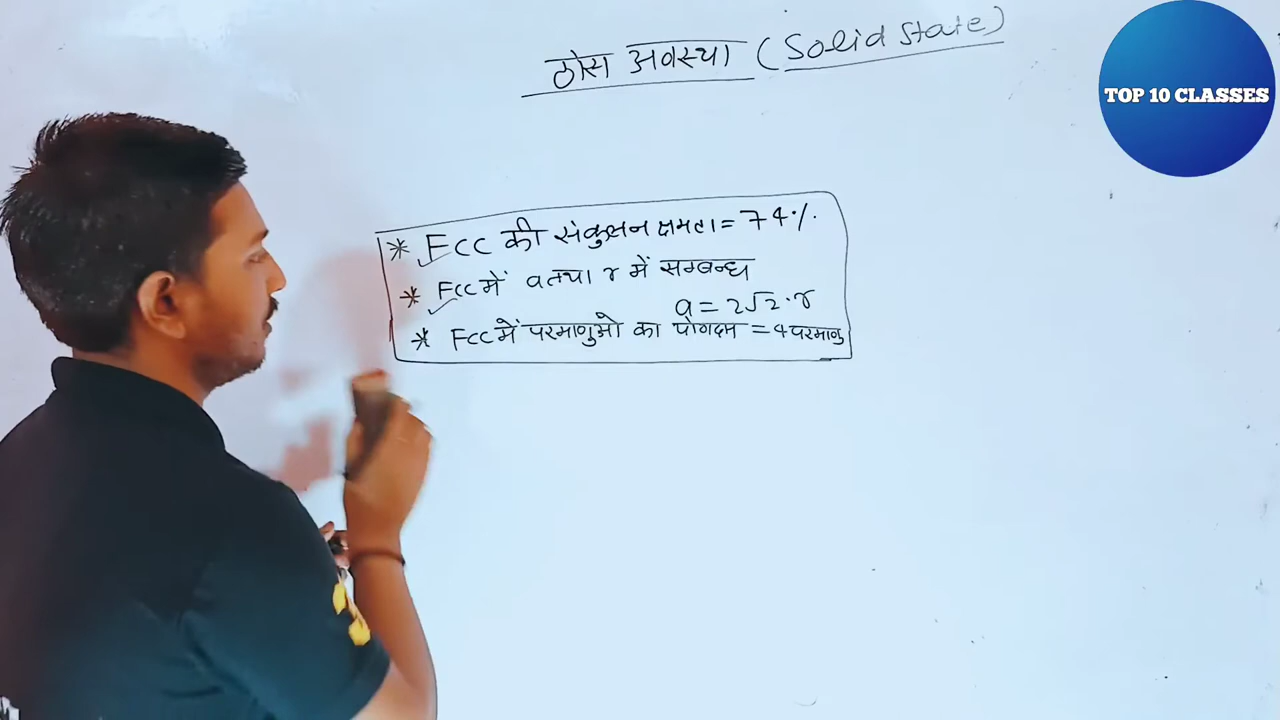 ठोस अवस्था (Solid State)
TOP 10 CLASSES
* FCC की संकुलन क्षमता = 74%
* FCC में a तथा r में सम्बन्ध
a = 2√2·r
* FCC में परमाणुओ का योगदान = 4 परमाणु